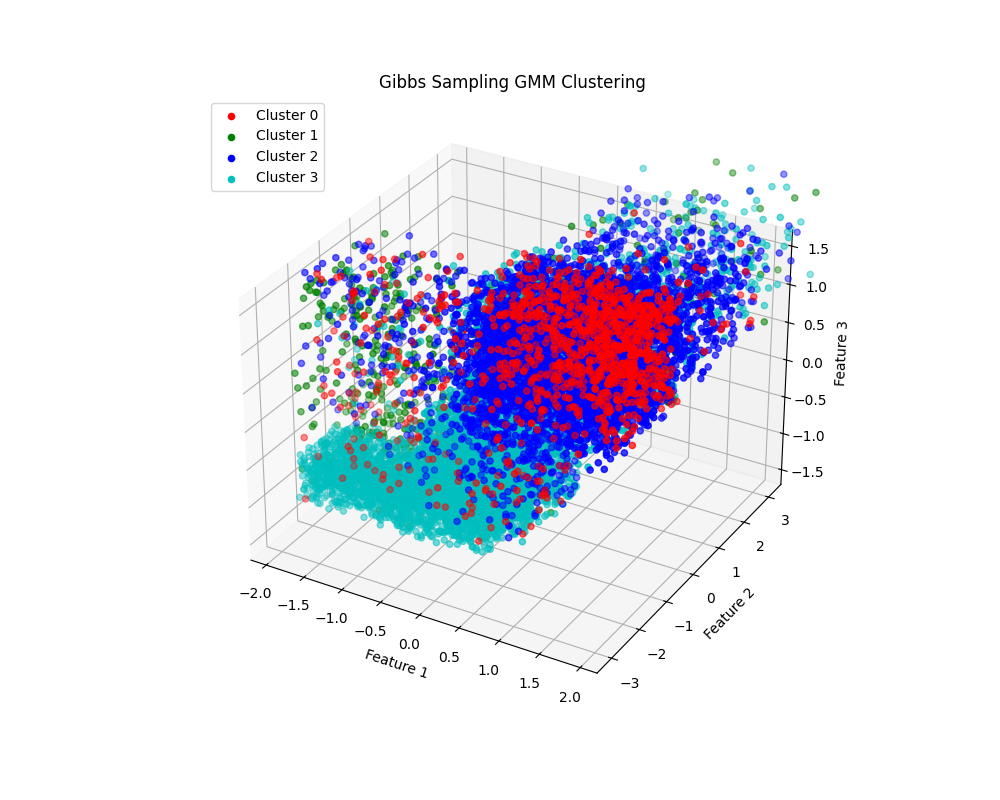 Gibbs Sampling GMM Clustering
Cluster 0
Cluster 1
Cluster 2
Cluster 3
1.5
1.0
0.5
0.0
−0.5
−1.0
−1.5
Feature 3
3
2
1
0
−1
−2
−3
Feature 2
−2.0
−1.5
−1.0
−0.5
0.0
0.5
1.0
1.5
2.0
Feature 1